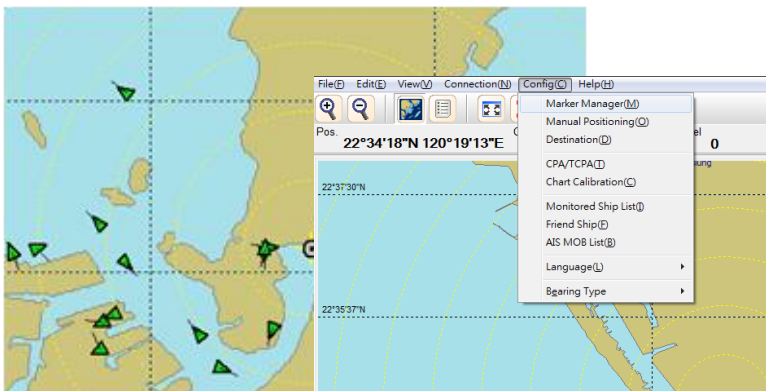 File(F) Edit(E) View(V) Connection(N) Config(C) Help(H)
Pos.
22°34'18"N 120°19'13"E
0
Marker Manager(M)
Manual Positioning(O)
Destination(D)
CPA/TCPA(T)
Chart Calibration(C)
Monitored Ship List(I)
Friend Ship(F)
AIS MOB List(B)
Language(L)
Bearing Type
22°37'30"N
22°35'37"N